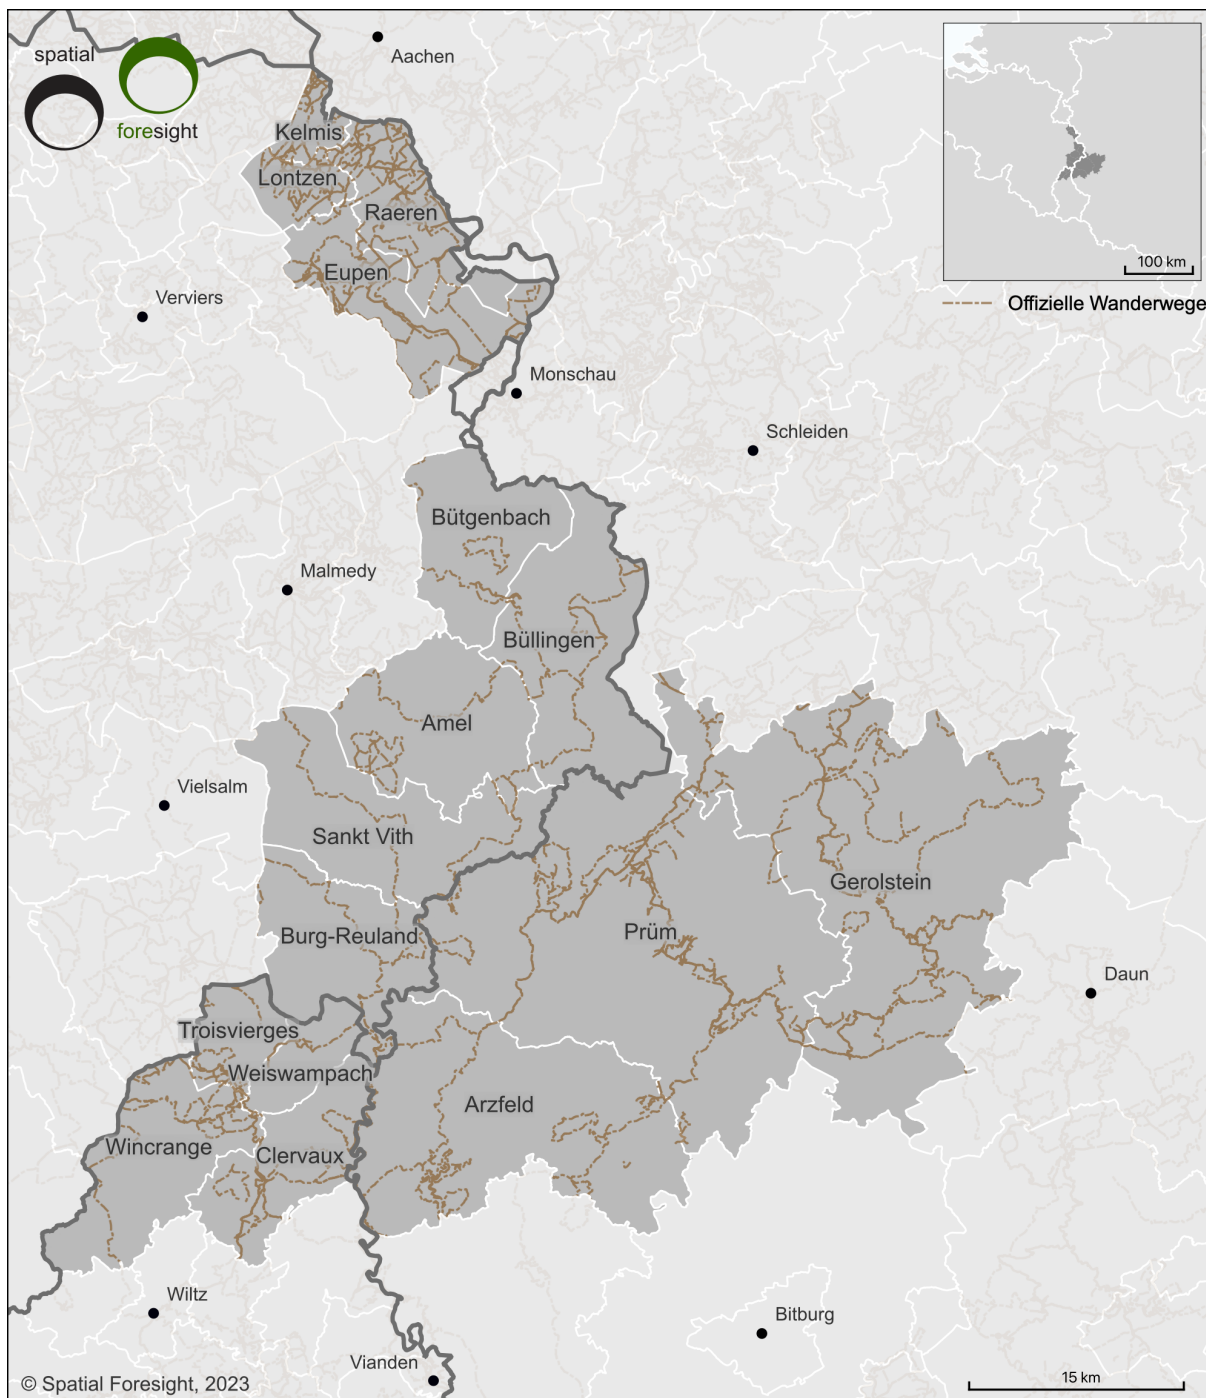 spatial
foresight
Aachen
100 km
Offizielle Wanderwege
Kelmis
Lontzen
Raeren
Eupen
Verviers
Monschau
Schleiden
Bütgenbach
Malmedy
Büllingen
Amel
Vielsalm
Sankt Vith
Gerolstein
Burg-Reuland
Prüm
Daun
Troisvierges
Weiswampach
Arzfeld
Wincrange
Clervaux
Wiltz
Bitburg
Vianden
© Spatial Foresight, 2023
15 km